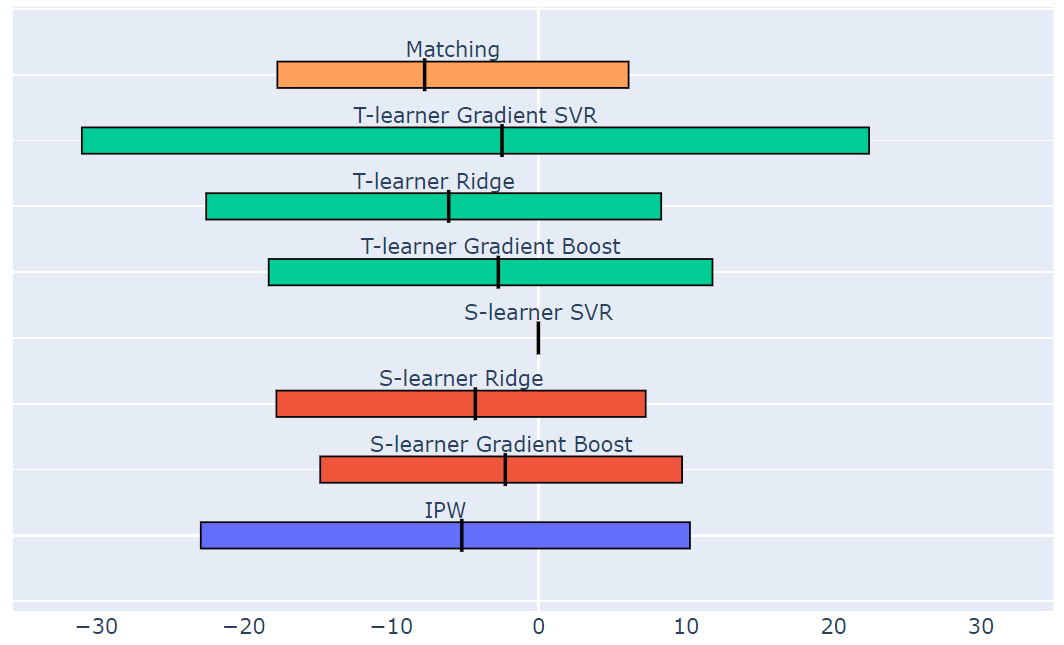 Matching
T-learner Gradient SVR
T-learner Ridge
T-learner Gradient Boost
S-learner SVR
S-learner Ridge
S-learner Gradient Boost
IPW
−30 −20 −10 0 10 20 30